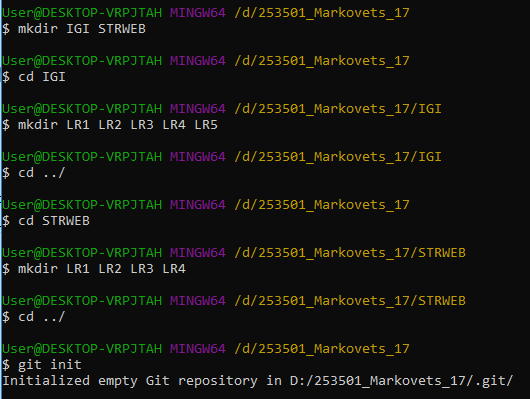 User@DESKTOP-VRPJTAH MINGW64 /d/253501_Markovets_17
$ mkdir IGI STRWEB
User@DESKTOP-VRPJTAH MINGW64 /d/253501_Markovets_17
$ cd IGI
User@DESKTOP-VRPJTAH MINGW64 /d/253501_Markovets_17/IGI
$ mkdir LR1 LR2 LR3 LR4 LR5
User@DESKTOP-VRPJTAH MINGW64 /d/253501_Markovets_17/IGI
$ cd ../
User@DESKTOP-VRPJTAH MINGW64 /d/253501_Markovets_17
$ cd STRWEB
User@DESKTOP-VRPJTAH MINGW64 /d/253501_Markovets_17/STRWEB
$ mkdir LR1 LR2 LR3 LR4
User@DESKTOP-VRPJTAH MINGW64 /d/253501_Markovets_17/STRWEB
$ cd ../
User@DESKTOP-VRPJTAH MINGW64 /d/253501_Markovets_17
$ git init
Initialized empty Git repository in D:/253501_Markovets_17/.git/